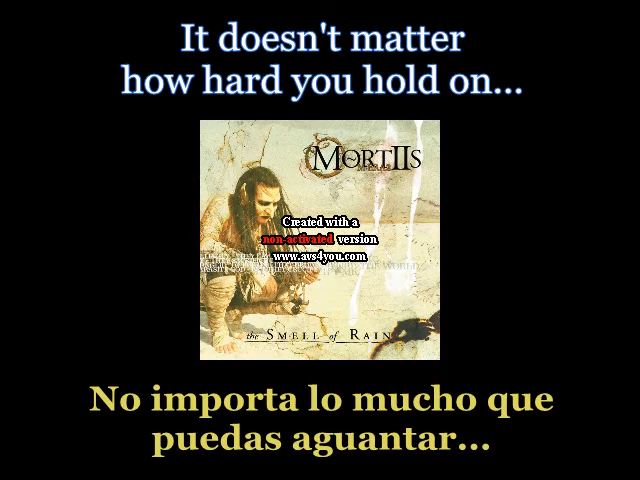 It doesn't matter
how hard you hold on...
MORTIIS
Created with a
non-activated version
www.avs4you.com
the SMELL of RAIN
No importa lo mucho que
puedas aguantar...